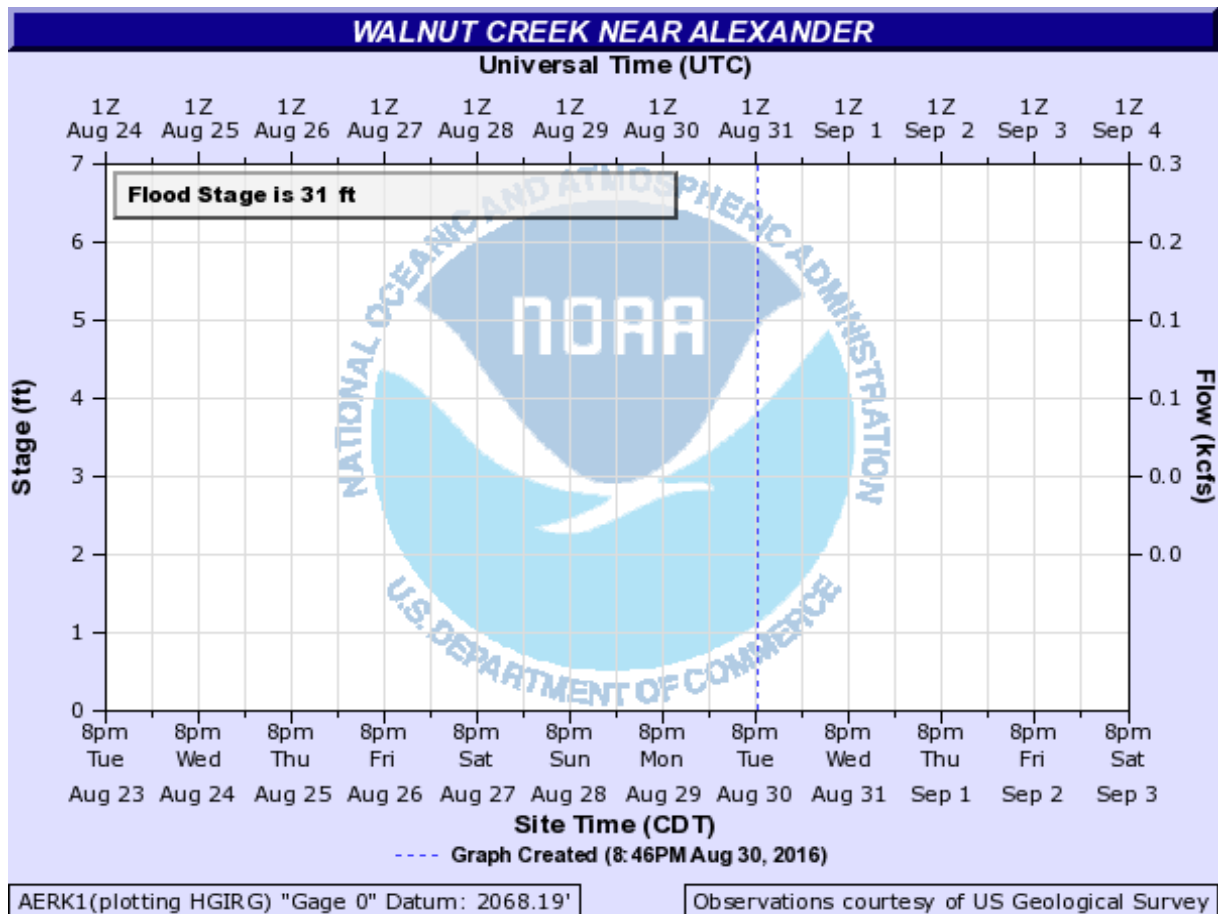 WALNUT CREEK NEAR ALEXANDER
Universal Time (UTC)
1Z 1Z 1Z 1Z 1Z 1Z 1Z 1Z 1Z 1Z 1Z 1Z
Aug 24 Aug 25 Aug 26 Aug 27 Aug 28 Aug 29 Aug 30 Aug 31 Sep 1 Sep 2 Sep 3 Sep 4
Flood Stage is 31 ft
NATIONAL OCEANIC AND ATMOSPHERIC ADMINISTRATION
NOAA
U.S. DEPARTMENT OF COMMERCE
Stage (ft)
7
6
5
4
3
2
1
0
0.3
0.2
0.1
0.1
0.0
0.0
Flow (kcfs)
8pm 8pm 8pm 8pm 8pm 8pm 8pm 8pm 8pm 8pm 8pm 8pm
Tue Wed Thu Fri Sat Sun Mon Tue Wed Thu Fri Sat
Aug 23 Aug 24 Aug 25 Aug 26 Aug 27 Aug 28 Aug 29 Aug 30 Aug 31 Sep 1 Sep 2 Sep 3
Site Time (CDT)
---- Graph Created (8:46PM Aug 30, 2016)
AERK1(plotting HGIRG) "Gage 0" Datum: 2068.19'
Observations courtesy of US Geological Survey